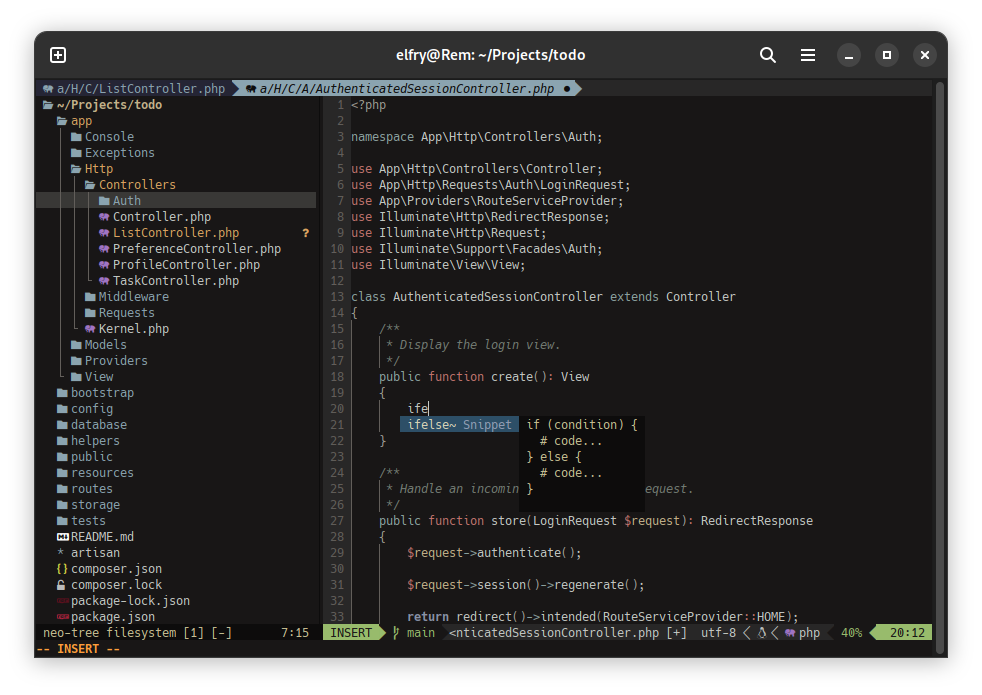 elfry@Rem: ~/Projects/todo
a/H/C/ListController.php a/H/C/A/AuthenticatedSessionController.php ●
~/Projects/todo
app
Console
Exceptions
Http
Controllers
Auth
Controller.php
ListController.php ?
PreferenceController.php
ProfileController.php
TaskController.php
Middleware
Requests
Kernel.php
Models
Providers
View
bootstrap
config
database
helpers
public
resources
routes
storage
tests
README.md
* artisan
{} composer.json
composer.lock
package-lock.json
package.json
neo-tree filesystem [1] [-] 7:15
1 <?php
2
3 namespace App\Http\Controllers\Auth;
4
5 use App\Http\Controllers\Controller;
6 use App\Http\Requests\Auth\LoginRequest;
7 use App\Providers\RouteServiceProvider;
8 use Illuminate\Http\RedirectResponse;
9 use Illuminate\Http\Request;
10 use Illuminate\Support\Facades\Auth;
11 use Illuminate\View\View;
12
13 class AuthenticatedSessionController extends Controller
14 {
15 /**
16 * Display the login view.
17 */
18 public function create(): View
19 {
20 ife
21 ifelse~ Snippet if (condition) {
22 } # code...
23 } else {
24 /** # code...
25 * Handle an incomin } equest.
26 */
27 public function store(LoginRequest $request): RedirectResponse
28 {
29 $request->authenticate();
30
31 $request->session()->regenerate();
32
33 return redirect()->intended(RouteServiceProvider::HOME);
INSERT main <nticatedSessionController.php [+] utf-8 < < php 40% 20:12
-- INSERT --